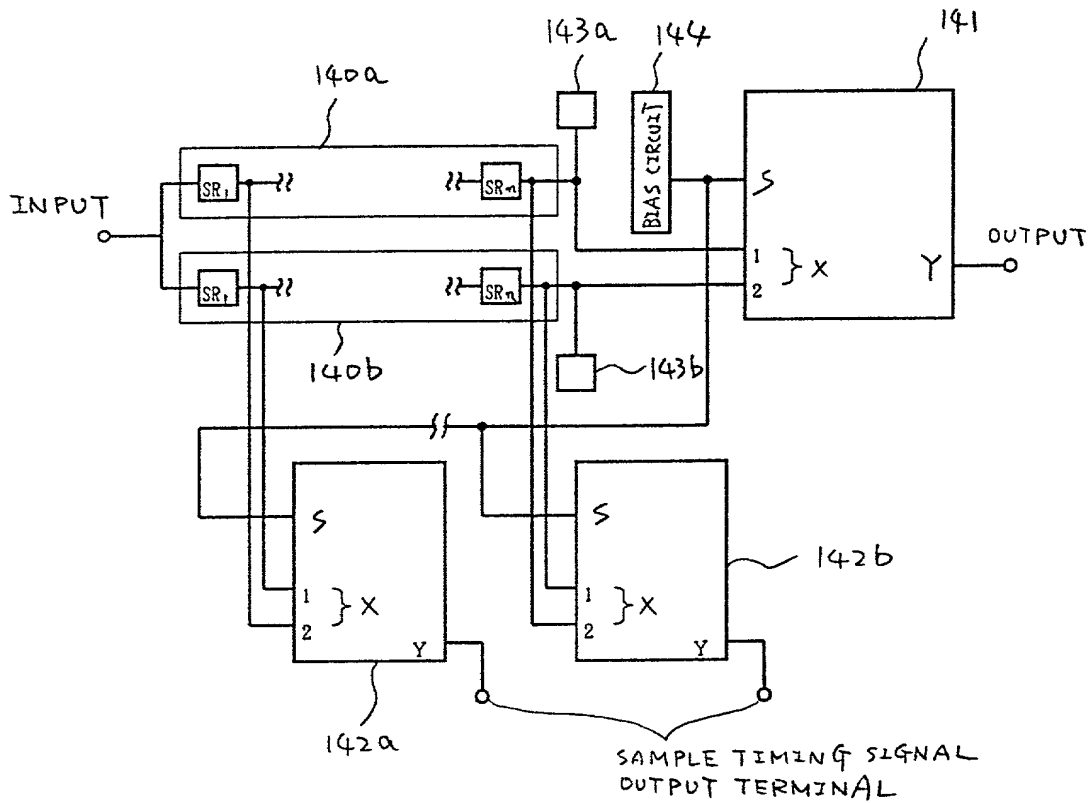 143a
144
141
140a
BIAS CIRCUIT
SR1
SRn
S
INPUT
OUTPUT
1
2
} X
Y
SR1
SRn
140b
143b
S
S
142b
1
2
} X
Y
1
2
} X
Y
142a
SAMPLE TIMING SIGNAL
OUTPUT TERMINAL